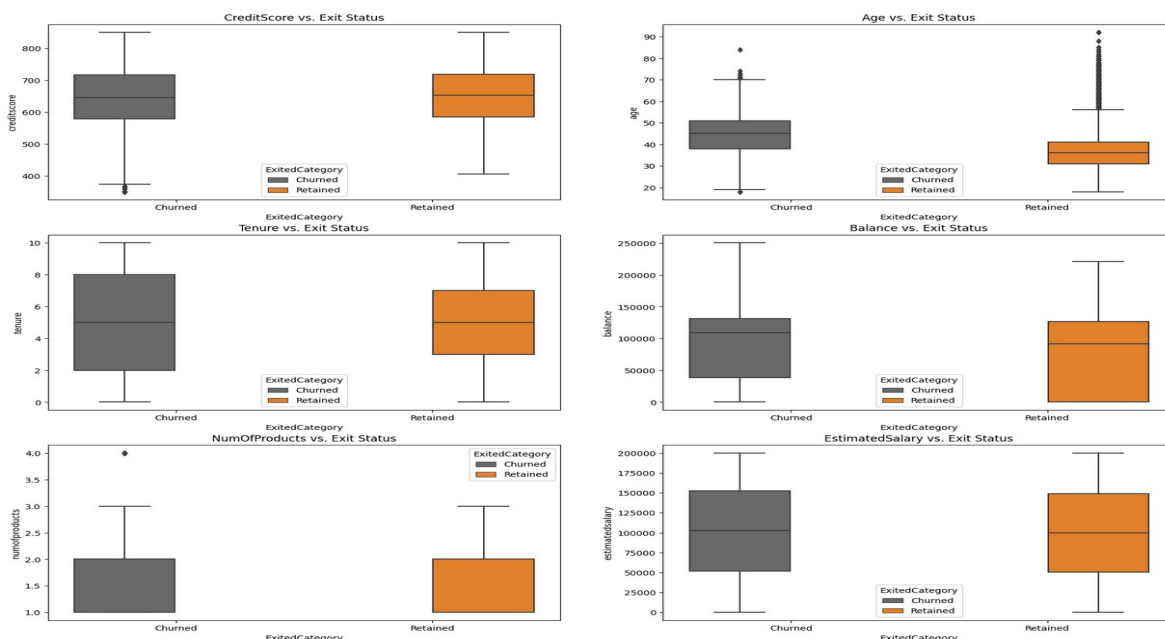 CreditScore vs. Exit Status
800
700
600
500
400
creditscore
ExitedCategory
Churned
Retained
Churned
Retained
ExitedCategory
Age vs. Exit Status
90
80
70
60
50
40
30
20
age
ExitedCategory
Churned
Retained
Churned
Retained
ExitedCategory
Tenure vs. Exit Status
10
8
6
4
2
0
tenure
ExitedCategory
Churned
Retained
Churned
Retained
ExitedCategory
Balance vs. Exit Status
250000
200000
150000
100000
50000
0
balance
ExitedCategory
Churned
Retained
Churned
Retained
ExitedCategory
NumOfProducts vs. Exit Status
4.0
3.5
3.0
2.5
2.0
1.5
1.0
numofproducts
ExitedCategory
Churned
Retained
Churned
Retained
ExitedCategory
EstimatedSalary vs. Exit Status
200000
175000
150000
125000
100000
75000
50000
25000
0
estimatedsalary
ExitedCategory
Churned
Retained
Churned
Retained
ExitedCategory